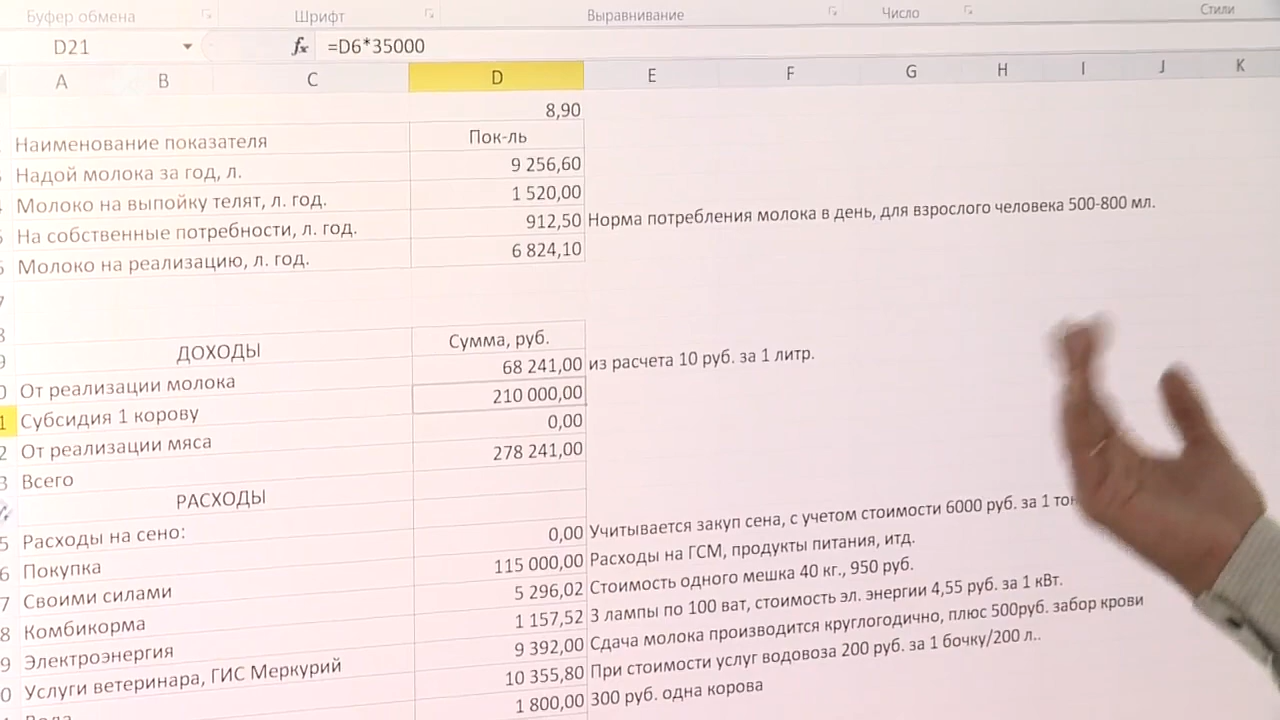 Буфер обмена Шрифт Выравнивание Число Стили
D21 fx =D6*35000
A B C D E F G H I J K
8,90
Наименование показателя Пок-ль
Надой молока за год, л. 9 256,60
Молоко на выпойку телят, л. год. 1 520,00
На собственные потребности, л. год. 912,50 Норма потребления молока в день, для взрослого человека 500-800 мл.
Молоко на реализацию, л. год. 6 824,10
7
8
ДОХОДЫ Сумма, руб.
От реализации молока 68 241,00 из расчета 10 руб. за 1 литр.
Субсидия 1 корову 210 000,00
От реализации мяса 0,00
Всего 278 241,00
РАСХОДЫ
Расходы на сено:
Покупка 0,00 Учитывается закуп сена, с учетом стоимости 6000 руб. за 1
Своими силами 115 000,00 Расходы на ГСМ, продукты питания, итд.
Комбикорма 5 296,02 Стоимость одного мешка 40 кг., 950 руб.
Электроэнергия 1 157,52 3 лампы по 100 ват, стоимость эл. энергии 4,55 руб. за 1 кВт.
Услуги ветеринара, ГИС Меркурий 9 392,00 Сдача молока производится круглогодично, плюс 500руб. забор крови
10 355,80 При стоимости услуг водовоза 200 руб. за 1 бочку/200 л..
1 800,00 300 руб. одна корова